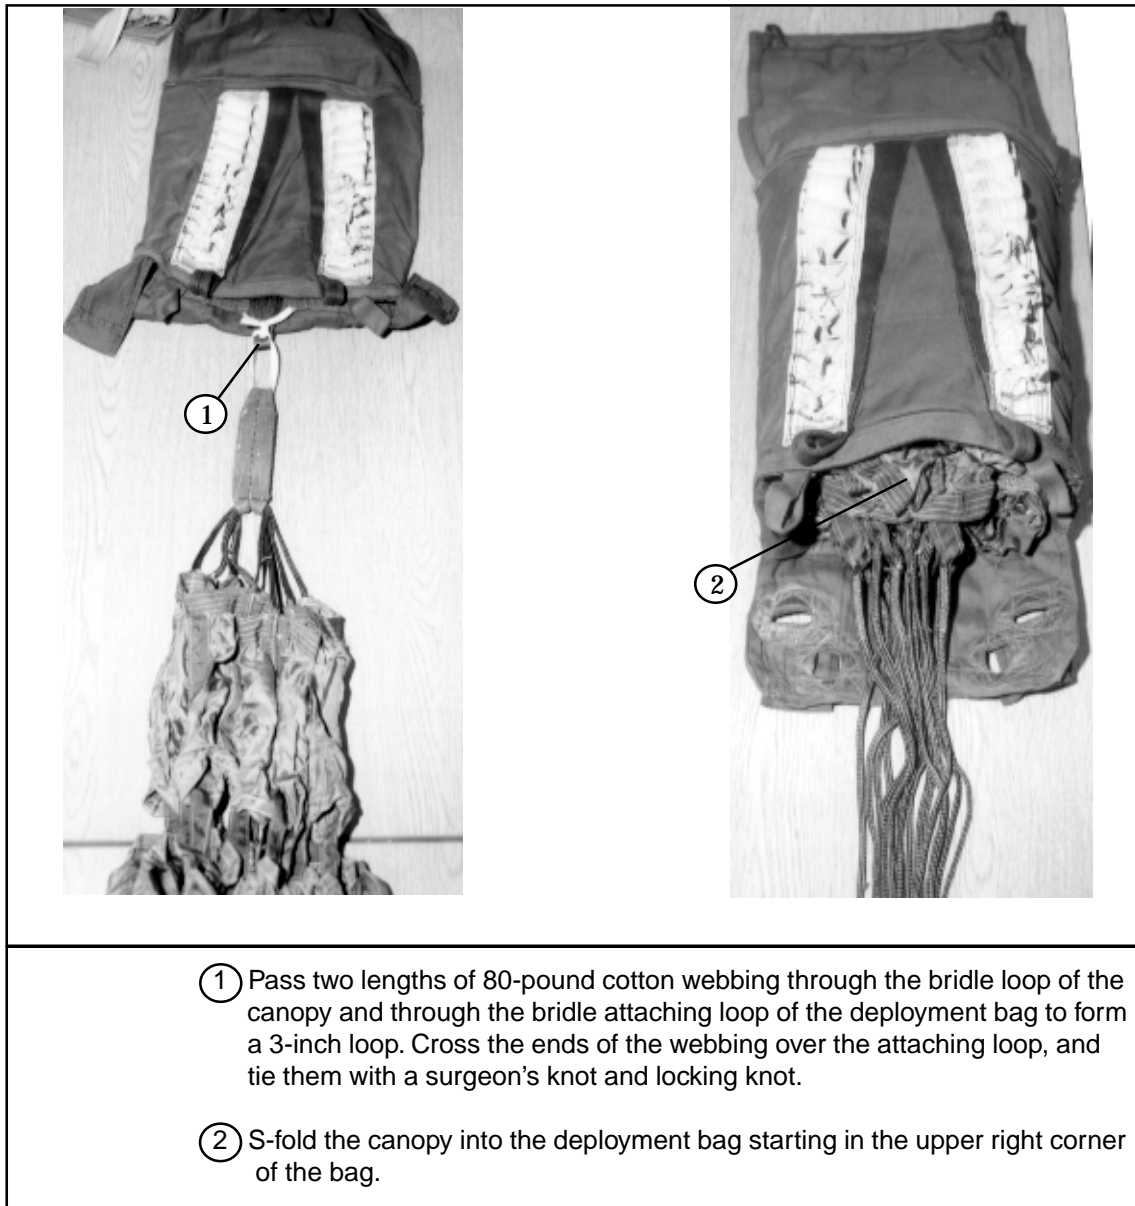 1
2
1 Pass two lengths of 80-pound cotton webbing through the bridle loop of the
canopy and through the bridle attaching loop of the deployment bag to form
a 3-inch loop. Cross the ends of the webbing over the attaching loop, and
tie them with a surgeon's knot and locking knot.
2 S-fold the canopy into the deployment bag starting in the upper right corner
of the bag.